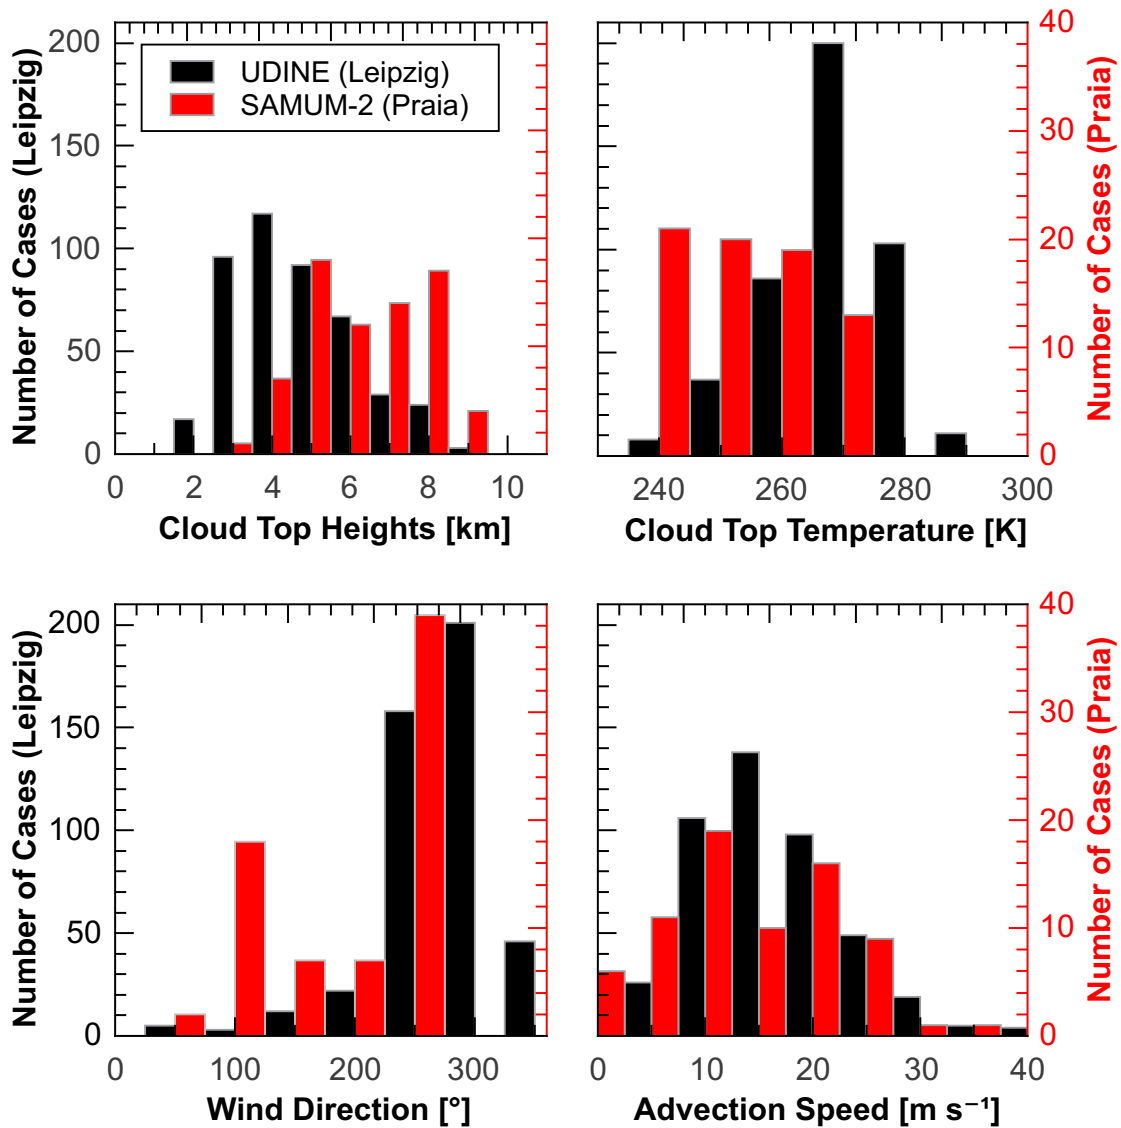 Number of Cases (Leipzig)
200
150
100
50
0
UDINE (Leipzig)
SAMUM-2 (Praia)
0 2 4 6 8 10
Cloud Top Heights [km]
40
30
20
10
0
Number of Cases (Praia)
240 260 280 300
Cloud Top Temperature [K]
Number of Cases (Leipzig)
200
150
100
50
0
0 100 200 300
Wind Direction [°]
40
30
20
10
0
Number of Cases (Praia)
0 10 20 30 40
Advection Speed [m s⁻¹]